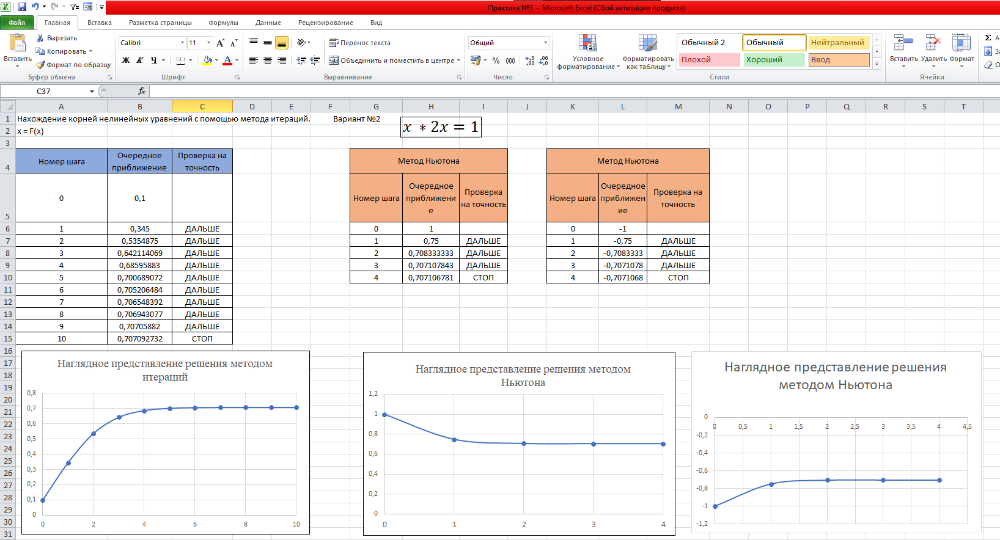 Практика №3 - Microsoft Excel (Сбой активации продукта)
Файл Главная Вставка Разметка страницы Формулы Данные Рецензирование Вид
Вставить
Вырезать
Копировать
Формат по образцу
Буфер обмена
Calibri 11
Ж К Ч
Шрифт
Перенос текста
Объединить и поместить в центре
Выравнивание
Общий
% 000
Число
Условное форматирование
Форматировать как таблицу
Обычный 2 Обычный Нейтральный
Плохой Хороший Ввод
Стили
Вставить Удалить Формат
Ячейки
C37 fx
A B C D E F G H I J K L M N O P Q R S T
1 Нахождение корней нелинейных уравнений с помощью метода итераций. Вариант №2
x * 2x = 1
2 x = F(x)
3
4 Номер шага Очередное приближение Проверка на точность Метод Ньютона Метод Ньютона
5 0 0,1 Номер шага Очередное приближение Проверка на точность Номер шага Очередное приближение Проверка на точность
6 1 0,345 ДАЛЬШЕ 0 1 0 -1
7 2 0,5354875 ДАЛЬШЕ 1 0,75 ДАЛЬШЕ 1 -0,75 ДАЛЬШЕ
8 3 0,642114069 ДАЛЬШЕ 2 0,708333333 ДАЛЬШЕ 2 -0,7083333 ДАЛЬШЕ
9 4 0,68595883 ДАЛЬШЕ 3 0,707107843 ДАЛЬШЕ 3 -0,7071078 ДАЛЬШЕ
10 5 0,700689072 ДАЛЬШЕ 4 0,707106781 СТОП 4 -0,7071068 СТОП
11 6 0,705206484 ДАЛЬШЕ
12 7 0,706548392 ДАЛЬШЕ
13 8 0,706943077 ДАЛЬШЕ
14 9 0,70705882 ДАЛЬШЕ
15 10 0,707092732 СТОП
16
17
18
19
20
21
22
23
24
25
26
27
28
29
30
31
Наглядное представление решения методом
итераций
0,8
0,7
0,6
0,5
0,4
0,3
0,2
0,1
0
0 2 4 6 8 10
Наглядное представление решения методом
Ньютона
1,2
1
0,8
0,6
0,4
0,2
0
0 1 2 3 4
Наглядное представление решения
методом Ньютона
0
0 0,5 1 1,5 2 2,5 3 3,5 4 4,5
-0,2
-0,4
-0,6
-0,8
-1
-1,2